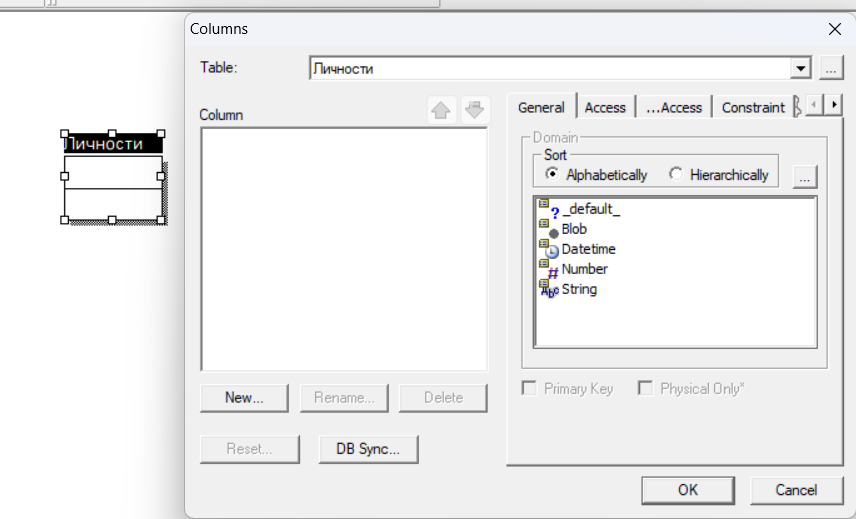 Columns
Table:
Личности
...
Личности
Column
General
Access
...Access
Constraint
Domain
Sort
Alphabetically
Hierarchically
...
_default_
Blob
Datetime
Number
String
New...
Rename...
Delete
Primary Key
Physical Only*
Reset...
DB Sync...
OK
Cancel